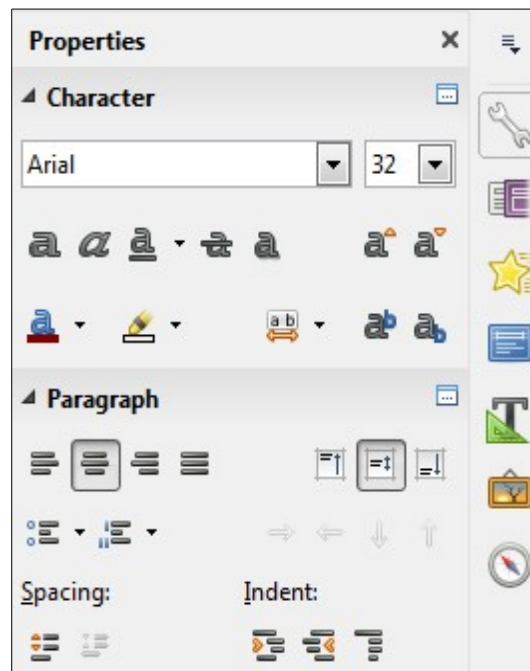 Properties
Character
Arial 32
Paragraph
Spacing: Indent: